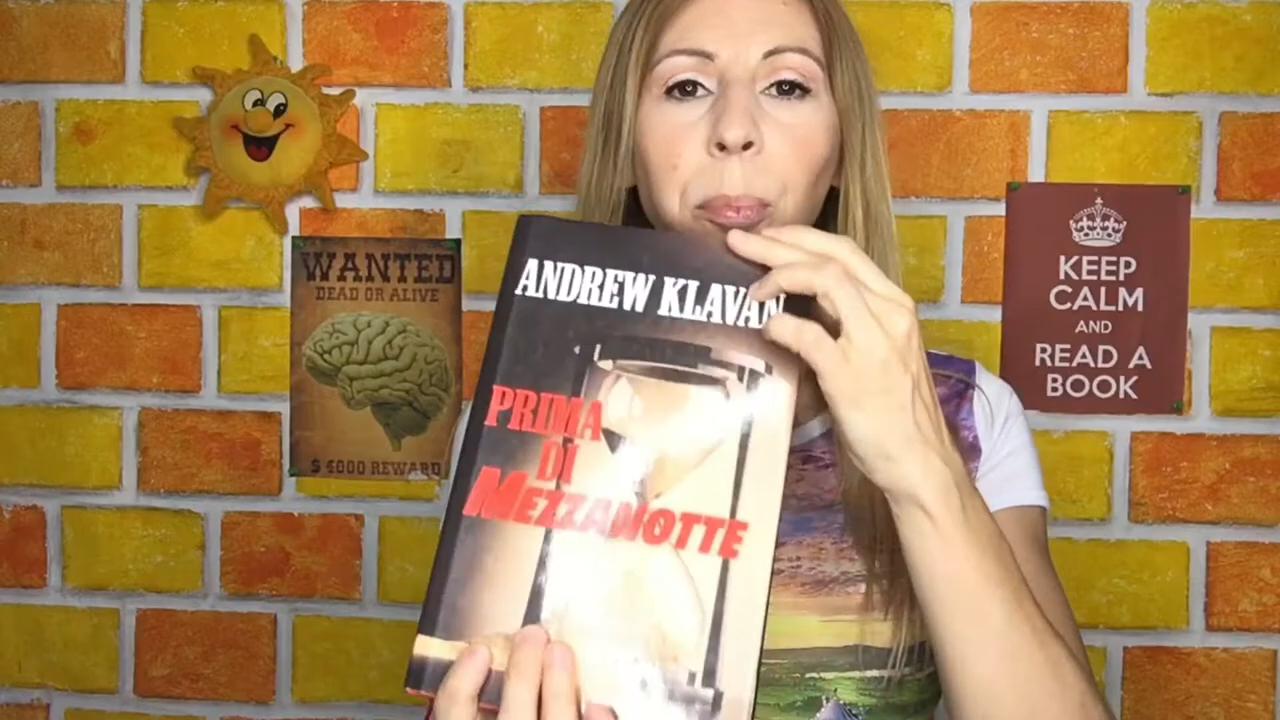 WANTED
DEAD OR ALIVE
$4000 REWARD
ANDREW KLAVAN
PRIMA
DI
MEZZANOTTE
KEEP
CALM
AND
READ A
BOOK